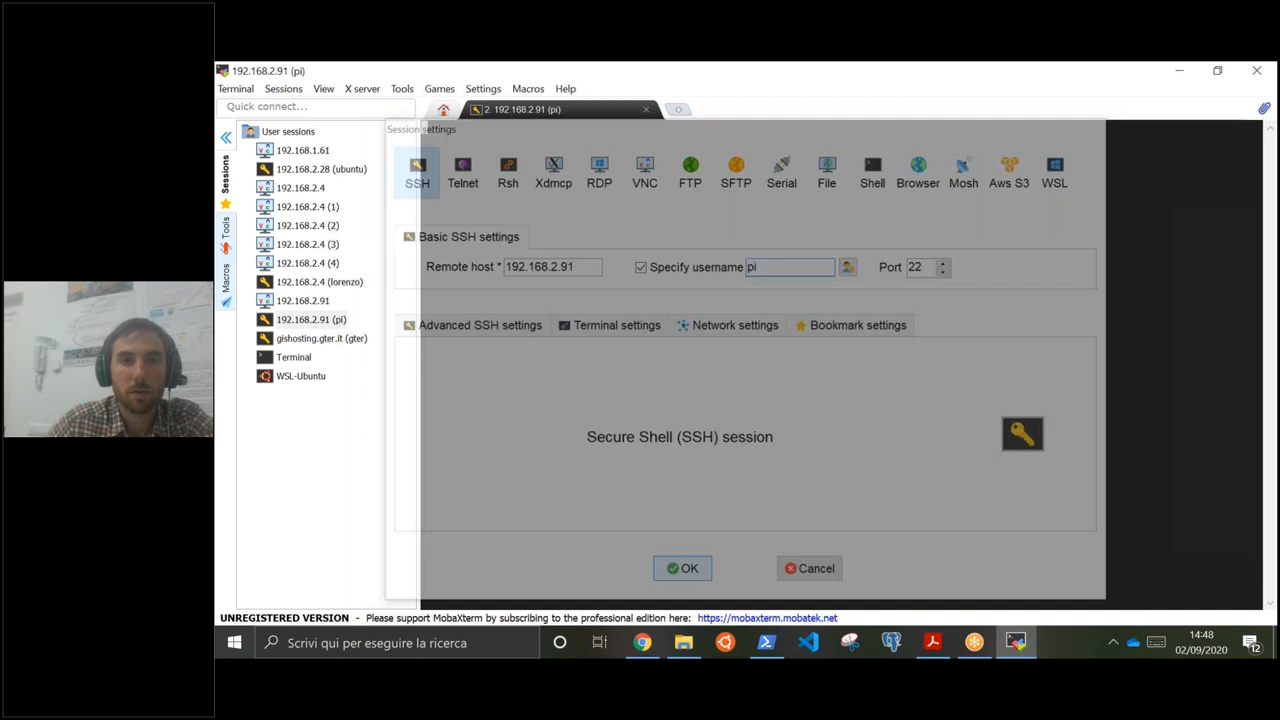 192.168.2.91 (pi)
Terminal Sessions View X server Tools Games Settings Macros Help
Quick connect...
2. 192.168.2.91 (pi)
Session settings
User sessions
192.168.1.61
192.168.2.28 (ubuntu)
192.168.2.4
192.168.2.4 (1)
192.168.2.4 (2)
192.168.2.4 (3)
192.168.2.4 (4)
192.168.2.4 (lorenzo)
192.168.2.91
192.168.2.91 (pi)
gishosting.gter.it (gter)
Terminal
WSL-Ubuntu
Sessions
Tools
Macros
SSH Telnet Rsh Xdmcp RDP VNC FTP SFTP Serial File Shell Browser Mosh Aws S3 WSL
Basic SSH settings
Remote host * 192.168.2.91 Specify username pi Port 22
Advanced SSH settings Terminal settings Network settings Bookmark settings
Secure Shell (SSH) session
OK Cancel
UNREGISTERED VERSION - Please support MobaXterm by subscribing to the professional edition here: https://mobaxterm.mobatek.net
Scrivi qui per eseguire la ricerca
14:48
02/09/2020
12